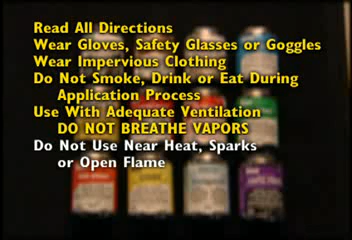 Read All Directions
Wear Gloves, Safety Glasses or Goggles
Wear Impervious Clothing
Do Not Smoke, Drink or Eat During
Application Process
Use With Adequate Ventilation
DO NOT BREATHE VAPORS
Do Not Use Near Heat, Sparks
or Open Flame